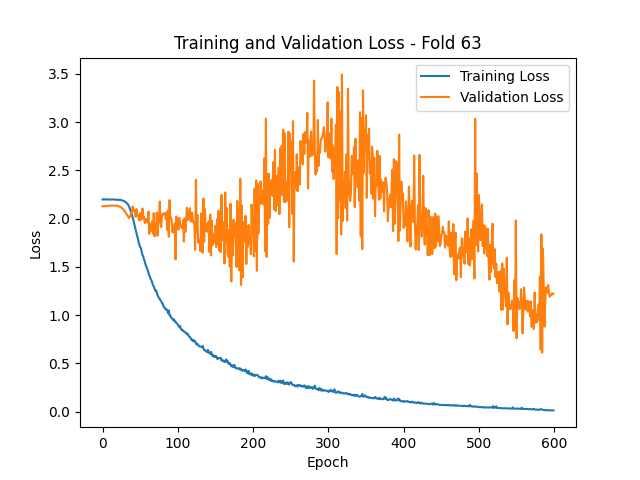 Training and Validation Loss - Fold 63
Training Loss
Validation Loss
3.5
3.0
2.5
2.0
1.5
1.0
0.5
0.0
Loss
0 100 200 300 400 500 600
Epoch